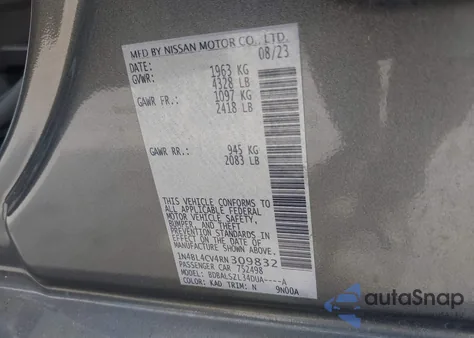 MFD BY NISSAN MOTOR CO., LTD.
DATE: 08/23
GVWR: 1963 KG
4328 LB
GAWR FR.: 1097 KG
2418 LB
GAWR RR.: 945 KG
2083 LB
THIS VEHICLE CONFORMS TO
ALL APPLICABLE FEDERAL
MOTOR VEHICLE SAFETY,
BUMPER, AND THEFT
PREVENTION STANDARDS IN
EFFECT ON THE DATE OF
MANUFACTURE SHOWN ABOVE.
1N4BL4CV4RN309832
PASSENGER CAR 752498
MODEL: BDBALSZL34DUA----A
COLOR: KAD TRIM: N 9N00A
autoSnap